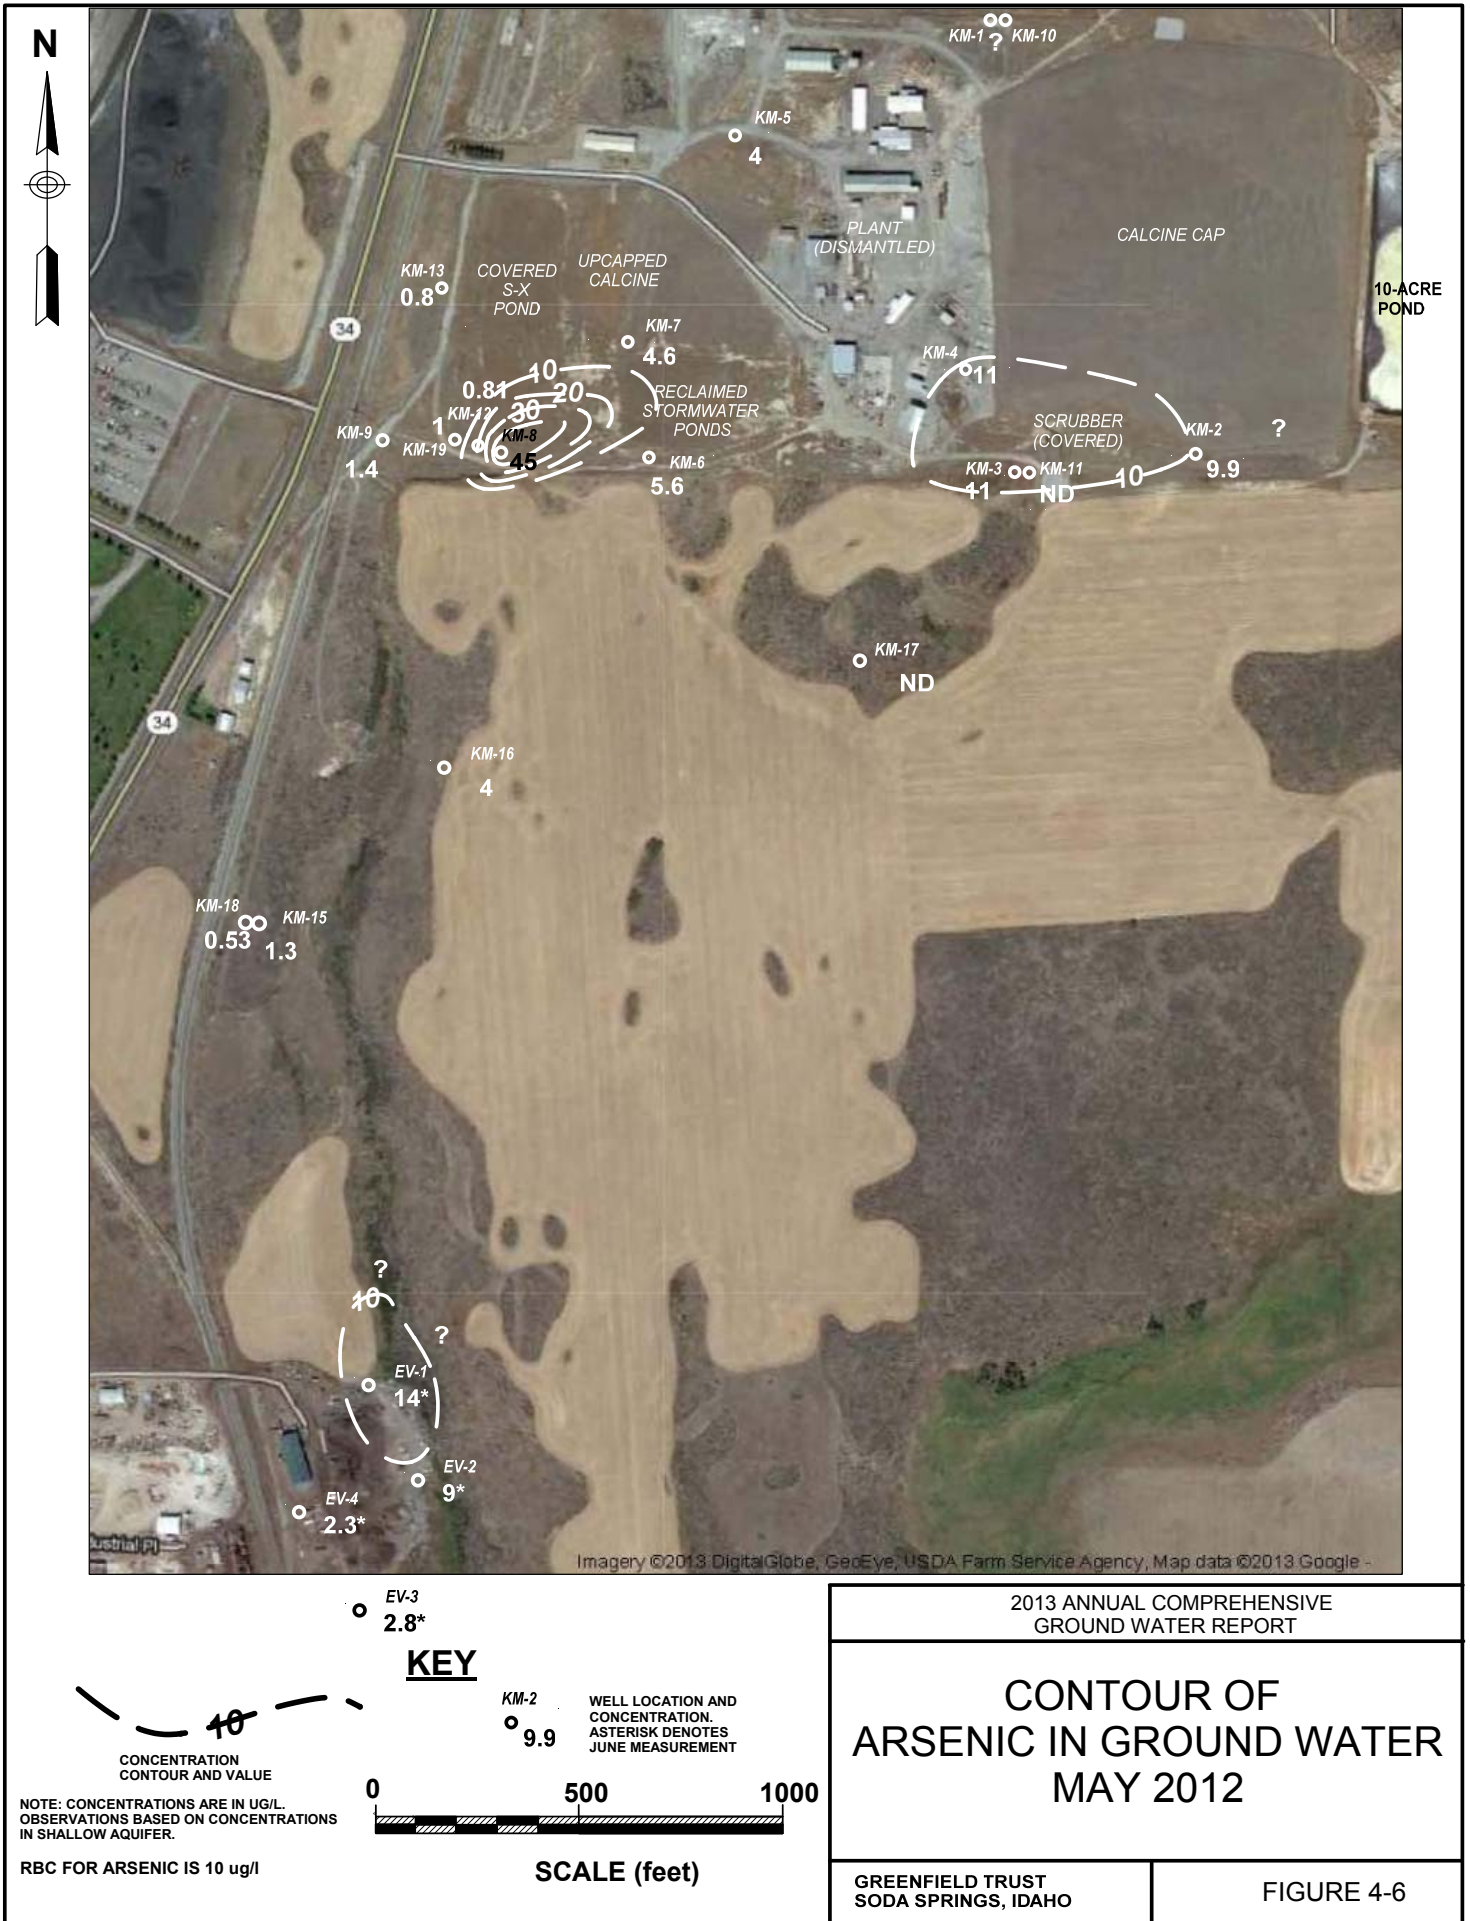 N
KM-1
KM-10
?
KM-5
4
PLANT
(DISMANTLED)
CALCINE CAP
KM-13
0.8
COVERED
S-X
POND
UPCAPPED
CALCINE
10-ACRE
POND
34
KM-7
4.6
KM-4
11
10
0.81
20
30
RECLAIMED
STORMWATER
PONDS
KM-12
1
KM-9
KM-19
KM-8
45
1.4
KM-6
5.6
SCRUBBER
(COVERED)
KM-2
?
9.9
KM-3
KM-11
11
ND
10
KM-17
ND
34
KM-16
4
KM-18
KM-15
0.53
1.3
?
10
?
EV-1
14*
EV-2
9*
EV-4
2.3*
ustrial Pl
Imagery ©2013 DigitalGlobe, GeoEye, USDA Farm Service Agency, Map data ©2013 Google -
EV-3
2.8*
KEY
10
CONCENTRATION
CONTOUR AND VALUE
KM-2
9.9
WELL LOCATION AND
CONCENTRATION.
ASTERISK DENOTES
JUNE MEASUREMENT
NOTE: CONCENTRATIONS ARE IN UG/L.
OBSERVATIONS BASED ON CONCENTRATIONS
IN SHALLOW AQUIFER.
RBC FOR ARSENIC IS 10 ug/l
0 500 1000
SCALE (feet)
2013 ANNUAL COMPREHENSIVE
GROUND WATER REPORT
CONTOUR OF
ARSENIC IN GROUND WATER
MAY 2012
GREENFIELD TRUST
SODA SPRINGS, IDAHO
FIGURE 4-6